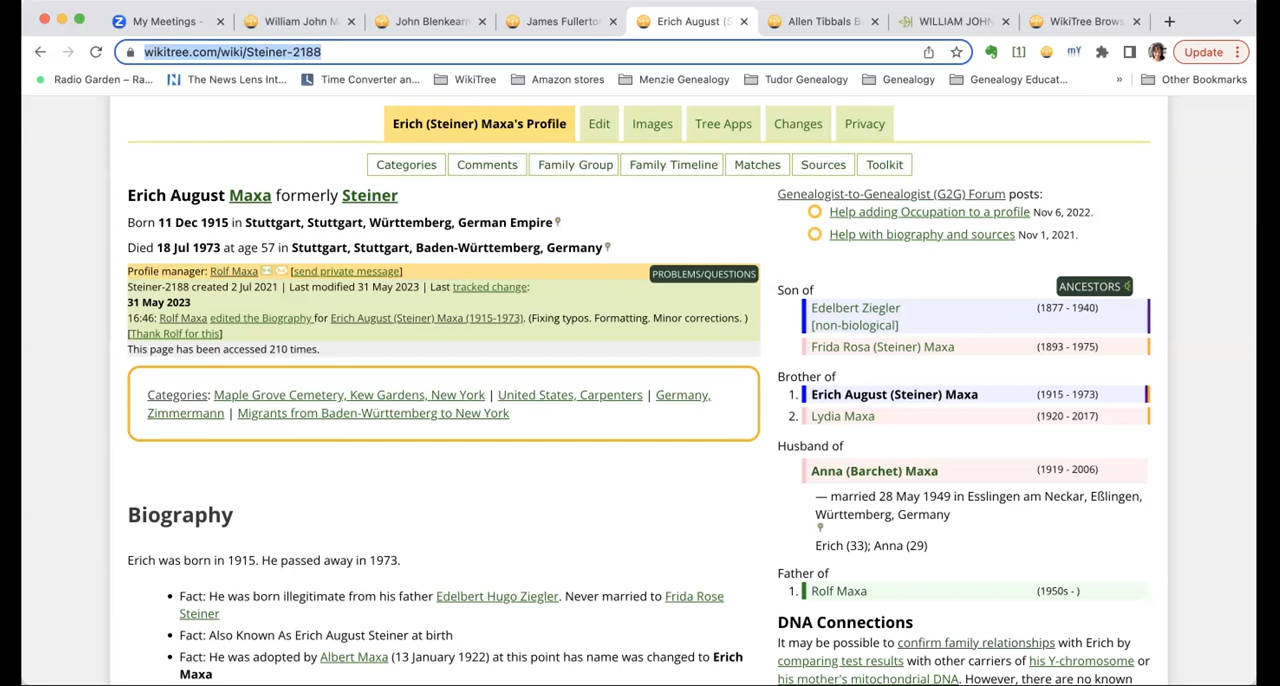 My Meetings -
William John M
John Blenkearn
James Fullerton
Erich August (S
Allen Tibbals B
WILLIAM JOHN
WikiTree Brows
wikitree.com/wiki/Steiner-2188
[1]
mY
Update
Radio Garden – Ra...
The News Lens Int...
Time Converter an...
WikiTree
Amazon stores
Menzie Genealogy
Tudor Genealogy
Genealogy
Genealogy Educat...
»
Other Bookmarks
Erich (Steiner) Maxa's Profile
Edit
Images
Tree Apps
Changes
Privacy
Categories
Comments
Family Group
Family Timeline
Matches
Sources
Toolkit
Erich August Maxa formerly Steiner
Born 11 Dec 1915 in Stuttgart, Stuttgart, Württemberg, German Empire
Died 18 Jul 1973 at age 57 in Stuttgart, Stuttgart, Baden-Württemberg, Germany
Profile manager: Rolf Maxa [send private message]
PROBLEMS/QUESTIONS
Steiner-2188 created 2 Jul 2021 | Last modified 31 May 2023 | Last tracked change:
31 May 2023
16:46: Rolf Maxa edited the Biography for Erich August (Steiner) Maxa (1915-1973). (Fixing typos. Formatting. Minor corrections. )
[Thank Rolf for this]
This page has been accessed 210 times.
Categories: Maple Grove Cemetery, Kew Gardens, New York | United States, Carpenters | Germany,
Zimmermann | Migrants from Baden-Württemberg to New York
Biography
Erich was born in 1915. He passed away in 1973.
• Fact: He was born illegitimate from his father Edelbert Hugo Ziegler. Never married to Frida Rose
Steiner
• Fact: Also Known As Erich August Steiner at birth
• Fact: He was adopted by Albert Maxa (13 January 1922) at this point has name was changed to Erich
Maxa
Genealogist-to-Genealogist (G2G) Forum posts:
Help adding Occupation to a profile Nov 6, 2022.
Help with biography and sources Nov 1, 2021.
ANCESTORS
Son of
Edelbert Ziegler (1877 - 1940)
[non-biological]
Frida Rosa (Steiner) Maxa (1893 - 1975)
Brother of
1. Erich August (Steiner) Maxa (1915 - 1973)
2. Lydia Maxa (1920 - 2017)
Husband of
Anna (Barchet) Maxa (1919 - 2006)
— married 28 May 1949 in Esslingen am Neckar, Eßlingen,
Württemberg, Germany
Erich (33); Anna (29)
Father of
1. Rolf Maxa (1950s - )
DNA Connections
It may be possible to confirm family relationships with Erich by
comparing test results with other carriers of his Y-chromosome or
his mother's mitochondrial DNA. However, there are no known